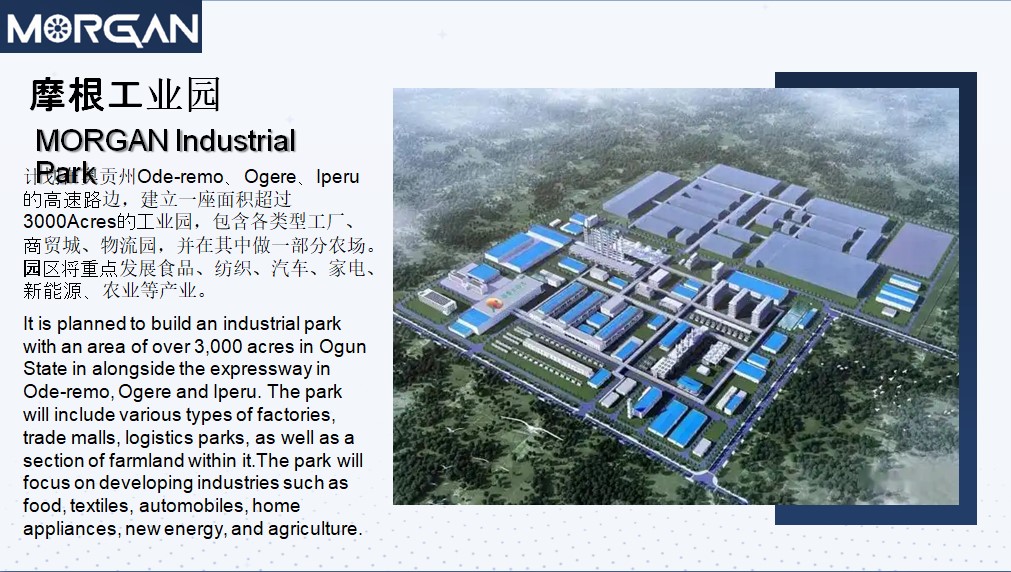 MORGAN
摩根工业园
MORGAN Industrial
Park
计划在奥贡州Ode-remo、Ogere、Iperu
的高速路边，建立一座面积超过
3000Acres的工业园，包含各类型工厂、
商贸城、物流园，并在其中做一部分农场。
园区将重点发展食品、纺织、汽车、家电、
新能源、农业等产业。
It is planned to build an industrial park
with an area of over 3,000 acres in Ogun
State in alongside the expressway in
Ode-remo, Ogere and Iperu. The park
will include various types of factories,
trade malls, logistics parks, as well as a
section of farmland within it.The park will
focus on developing industries such as
food, textiles, automobiles, home
appliances, new energy, and agriculture.